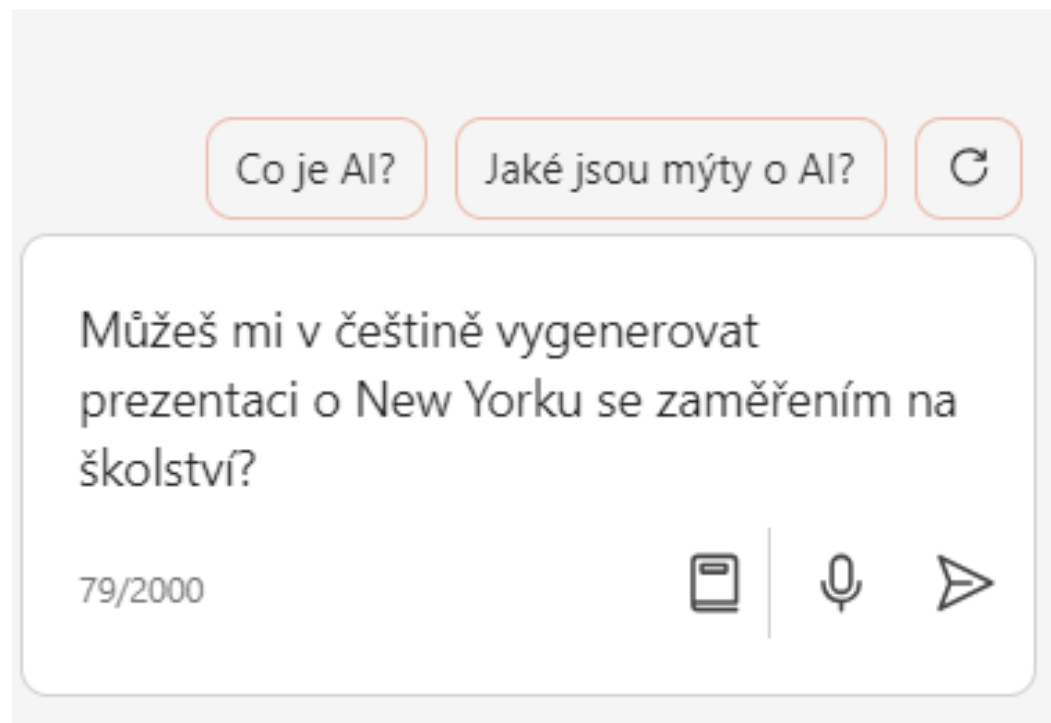 Co je AI?
Jaké jsou mýty o AI?
Můžeš mi v češtině vygenerovat
prezentaci o New Yorku se zaměřením na
školství?
79/2000